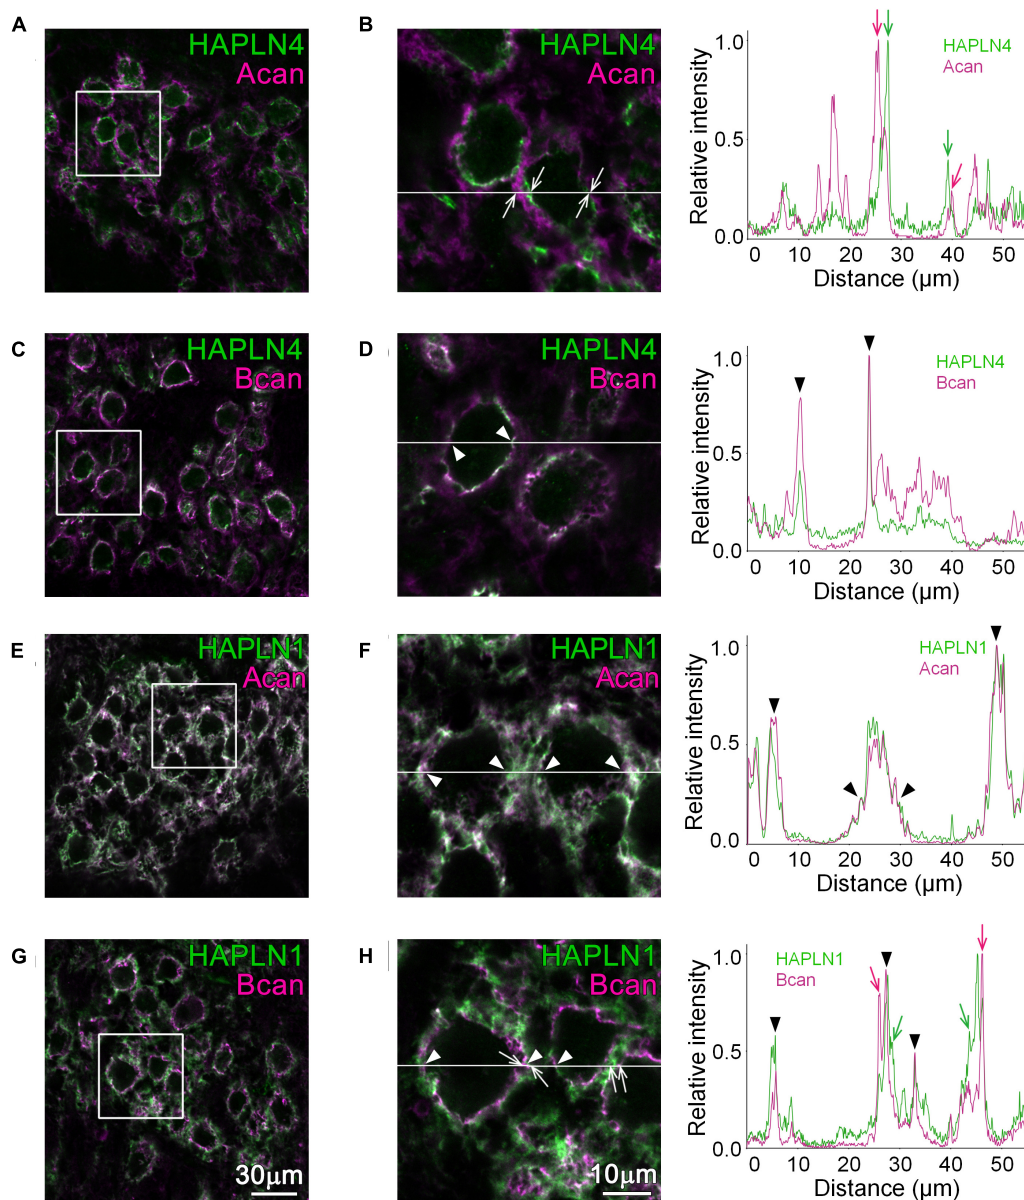 A
HAPLN4
Acan
B
HAPLN4
Acan
HAPLN4
Acan
Relative intensity
1.0
0.5
0.0
0 10 20 30 40 50
Distance (µm)
C
HAPLN4
Bcan
D
HAPLN4
Bcan
HAPLN4
Bcan
Relative intensity
1.0
0.5
0.0
0 10 20 30 40 50
Distance (µm)
E
HAPLN1
Acan
F
HAPLN1
Acan
HAPLN1
Acan
Relative intensity
1.0
0.5
0.0
0 10 20 30 40 50
Distance (µm)
G
HAPLN1
Bcan
30µm
H
HAPLN1
Bcan
10µm
HAPLN1
Bcan
Relative intensity
1.0
0.5
0.0
0 10 20 30 40 50
Distance (µm)